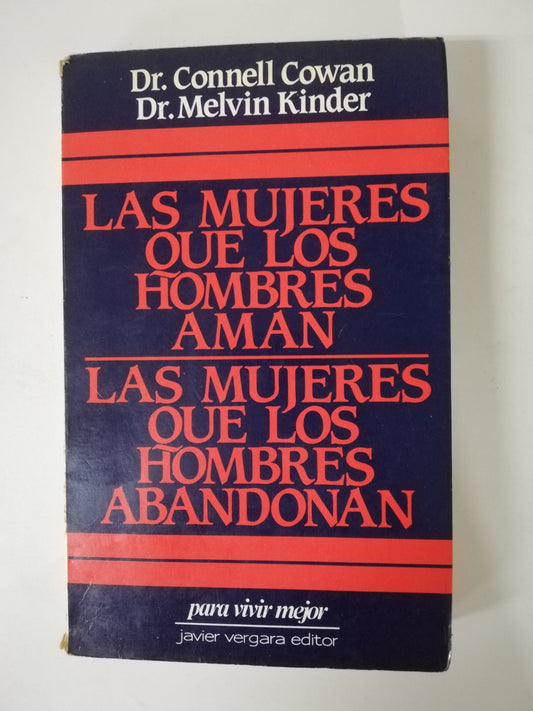 Dr. Connell Cowan
Dr. Melvin Kinder
LAS MUJERES
QUE LOS
HOMBRES
AMAN
LAS MUJERES
QUE LOS
HOMBRES
ABANDONAN
para vivir mejor
javier vergara editor